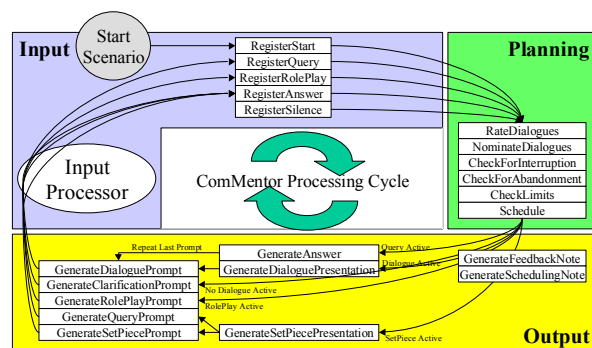 Input
Start
Scenario
RegisterStart
RegisterQuery
RegisterRolePlay
RegisterAnswer
RegisterSilence
Planning
RateDialogues
NominateDialogues
CheckForInterruption
CheckForAbandonment
CheckLimits
Schedule
Input
Processor
ComMentor Processing Cycle
Repeat Last Prompt
GenerateAnswer
GenerateDialoguePresentation
Query Active
Dialogue Active
GenerateFeedbackNote
GenerateSchedulingNote
GenerateDialoguePrompt
GenerateClarificationPrompt
GenerateRolePlayPrompt
GenerateQueryPrompt
GenerateSetPiecePrompt
No Dialogue Active
RolePlay Active
GenerateSetPiecePresentation
SetPiece Active
Output